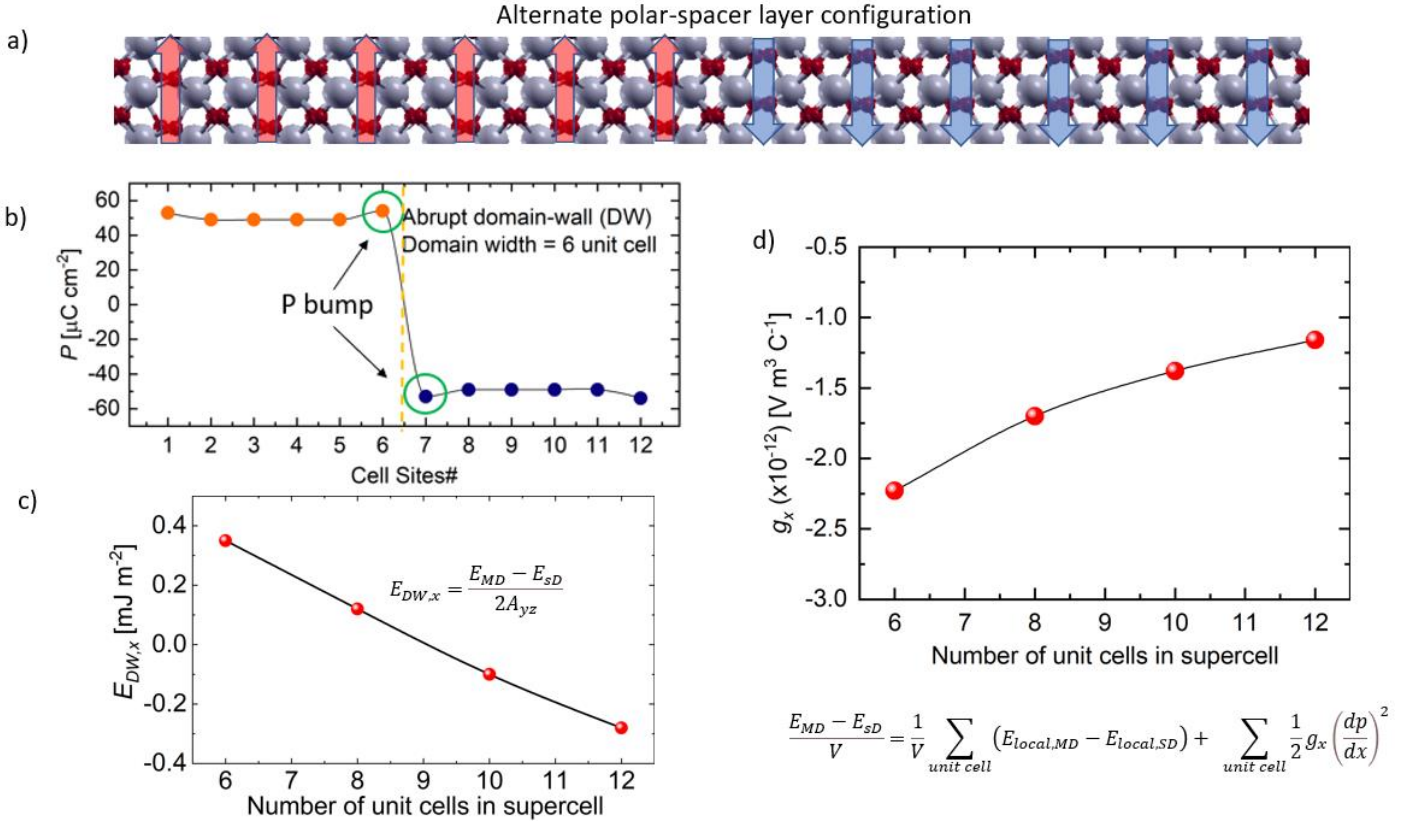 Alternate polar-spacer layer configuration
a)
b)
60
40
20
0
-20
-40
-60
P [μC cm⁻²]
Abrupt domain-wall (DW)
Domain width = 6 unit cell
P bump
1 2 3 4 5 6 7 8 9 10 11 12
Cell Sites#
c)
0.4
0.2
0.0
-0.2
-0.4
E_DW,x [mJ m⁻²]
E_DW,x = (E_MD − E_sD) / 2A_yz
6 7 8 9 10 11 12
Number of unit cells in supercell
d)
-0.5
-1.0
-1.5
-2.0
-2.5
-3.0
g_x (x10⁻¹²) [V m³ C⁻¹]
6 7 8 9 10 11 12
Number of unit cells in supercell
(E_MD − E_sD) / V = 1/V ∑_unit cell (E_local,MD − E_local,SD) + ∑_unit cell 1/2 g_x (dp/dx)²